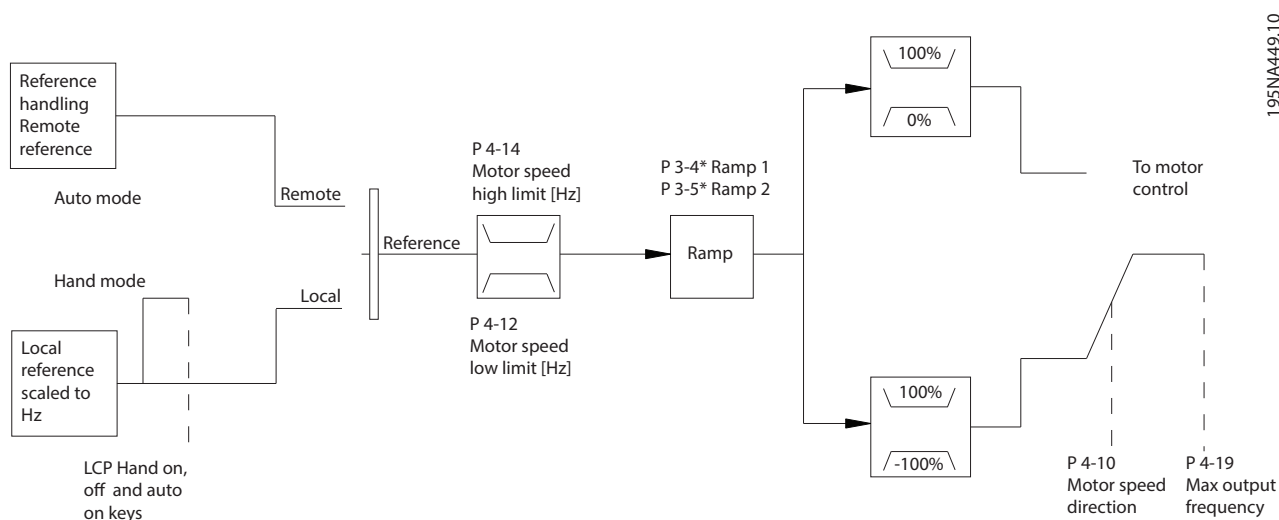 195NA449.10
Reference
handling
Remote
reference
Auto mode
Remote
Hand mode
Local
Local
reference
scaled to
Hz
LCP Hand on,
off and auto
on keys
Reference
P 4-14
Motor speed
high limit [Hz]
P 4-12
Motor speed
low limit [Hz]
P 3-4* Ramp 1
P 3-5* Ramp 2
Ramp
100%
0%
To motor
control
100%
-100%
P 4-10
Motor speed
direction
P 4-19
Max output
frequency